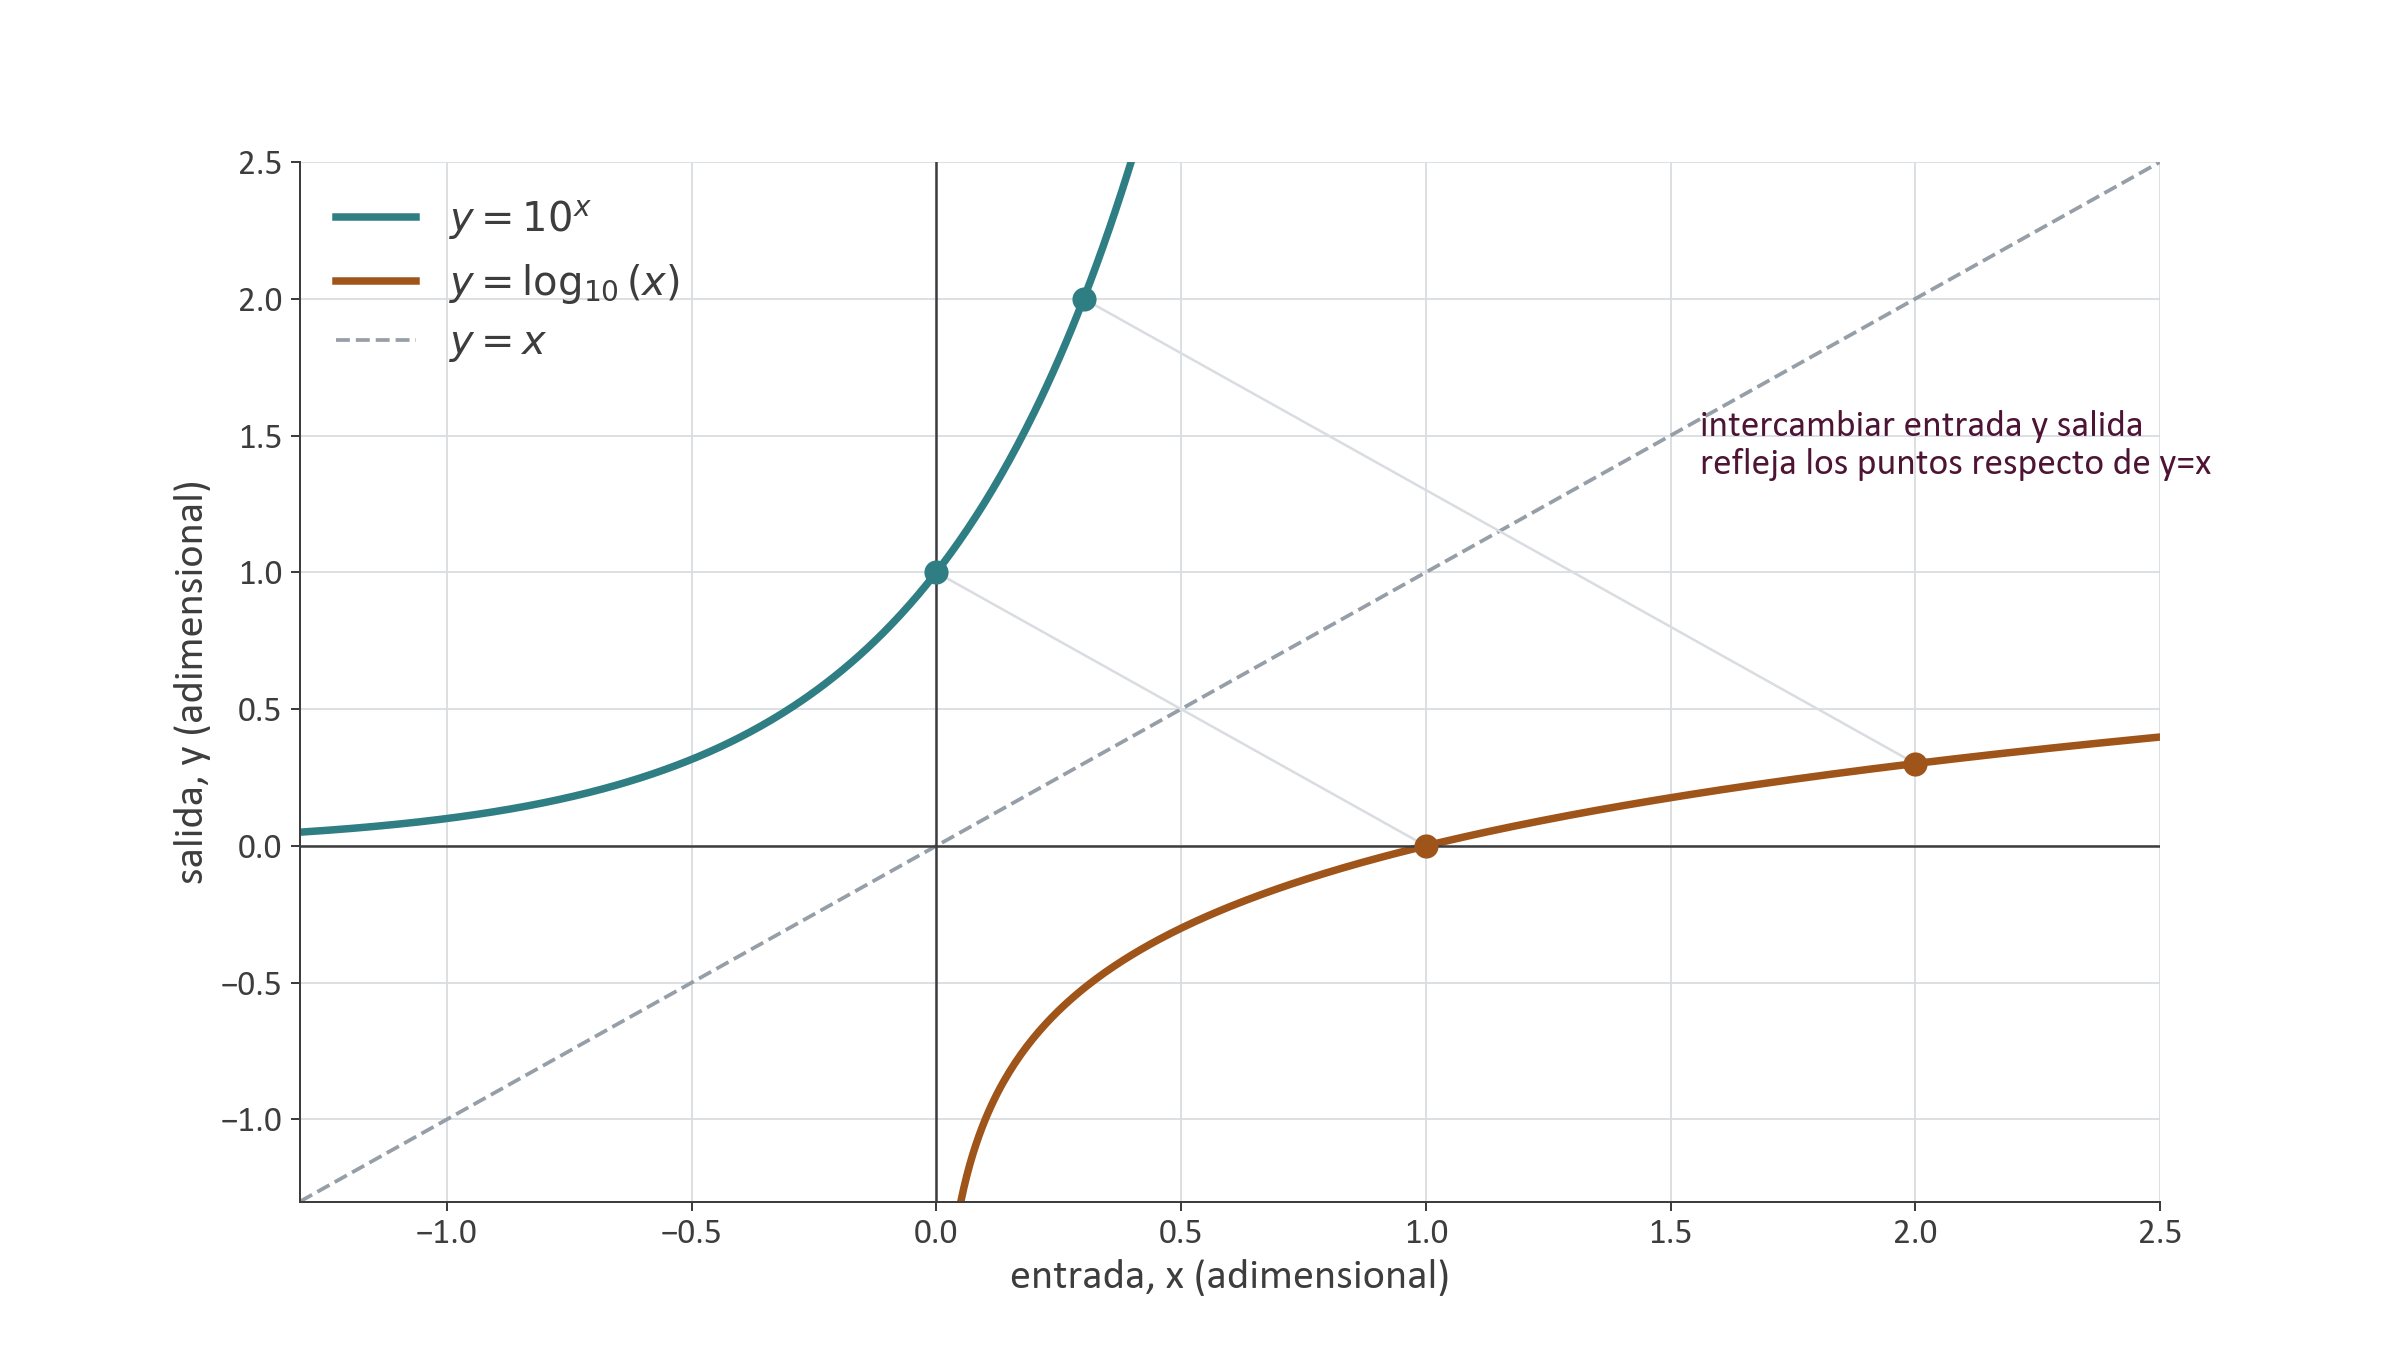 2.5
2.0
1.5
1.0
0.5
0.0
−0.5
−1.0
salida, y (adimensional)
y = 10^x
y = log₁₀ (x)
y = x
intercambiar entrada y salida
refleja los puntos respecto de y=x
−1.0 −0.5 0.0 0.5 1.0 1.5 2.0 2.5
entrada, x (adimensional)